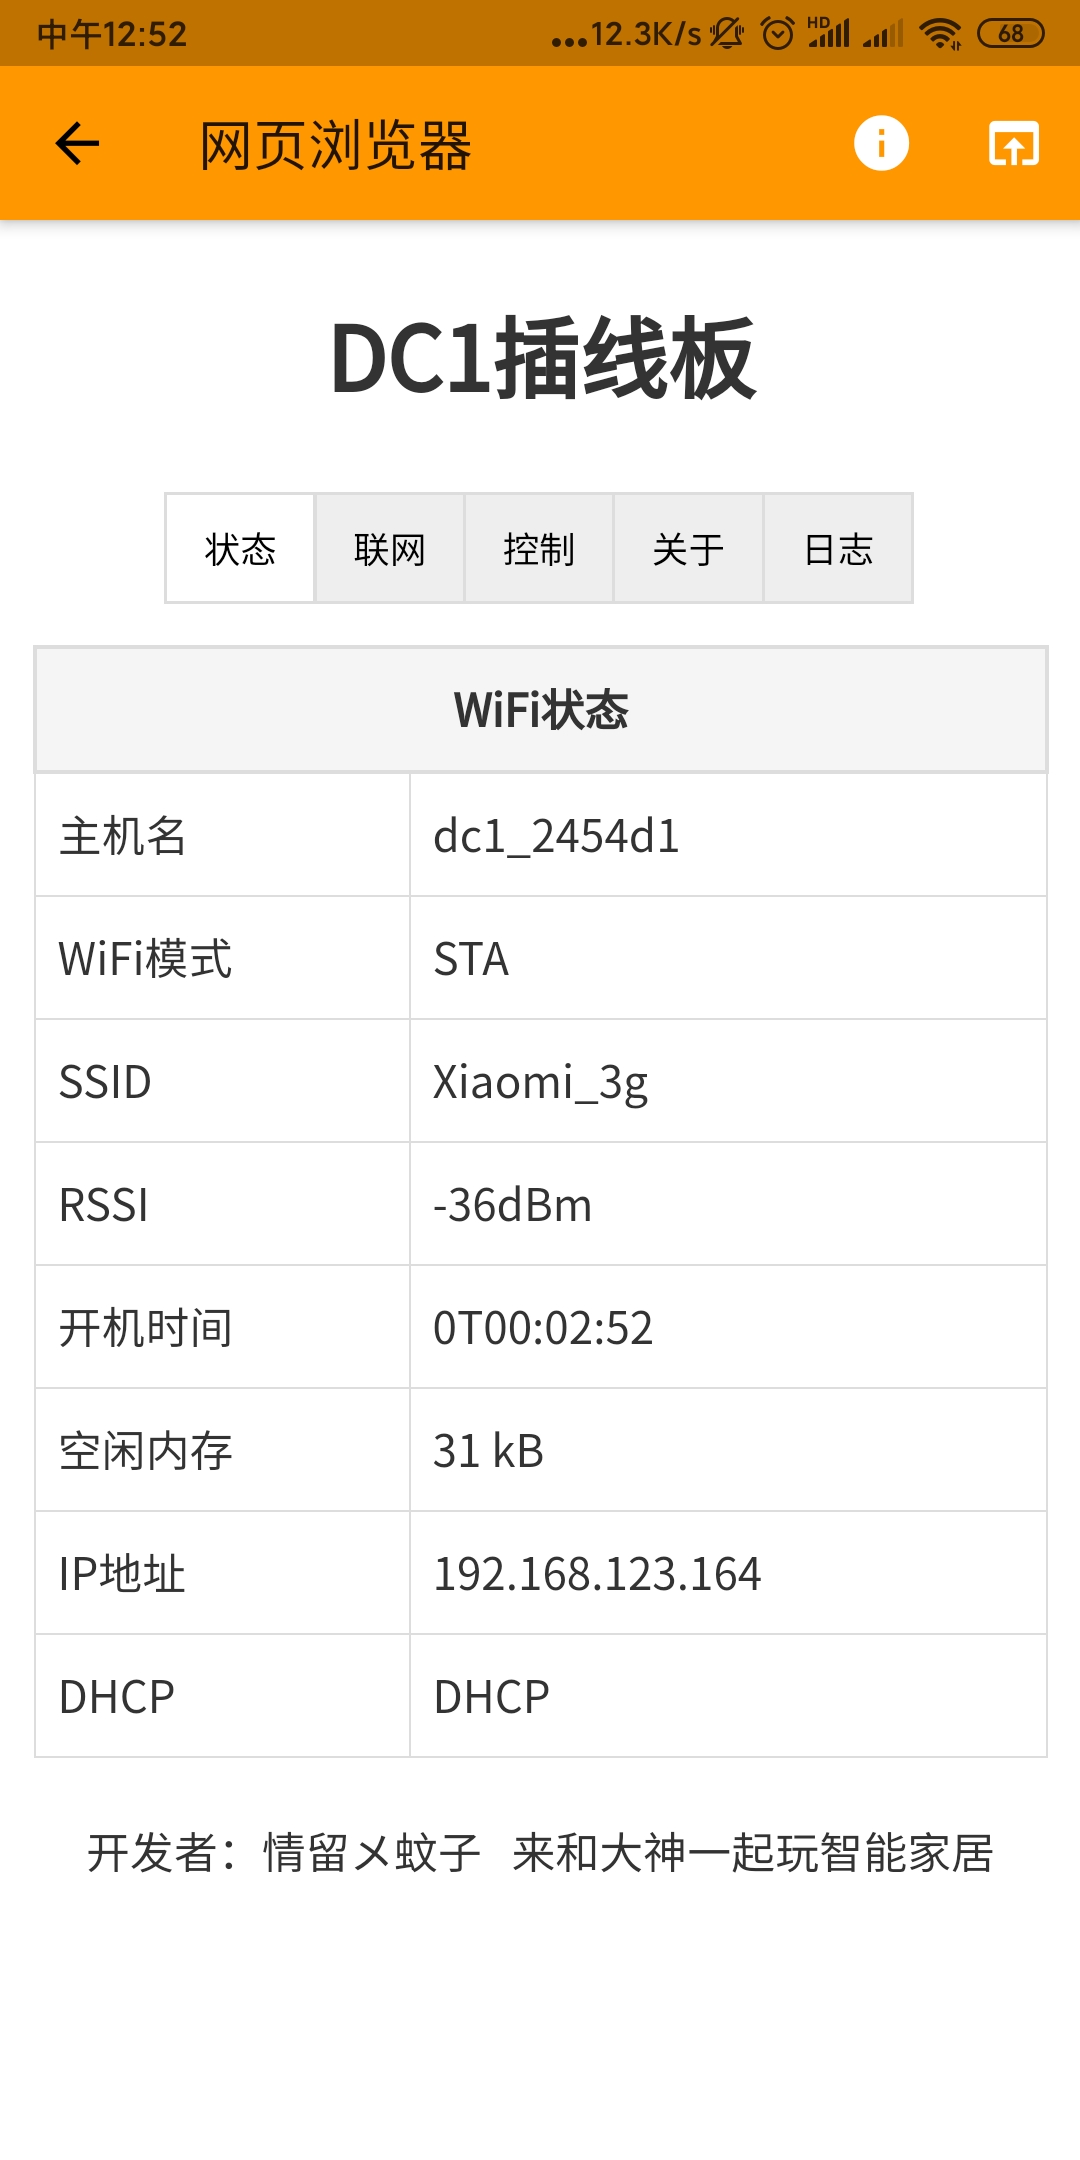 中午12:52 ...12.3K/s HD 68
网页浏览器
DC1插线板
状态 联网 控制 关于 日志
WiFi状态
主机名 dc1_2454d1
WiFi模式 STA
SSID Xiaomi_3g
RSSI -36dBm
开机时间 0T00:02:52
空闲内存 31 kB
IP地址 192.168.123.164
DHCP DHCP
开发者：情留メ蚊子 来和大神一起玩智能家居